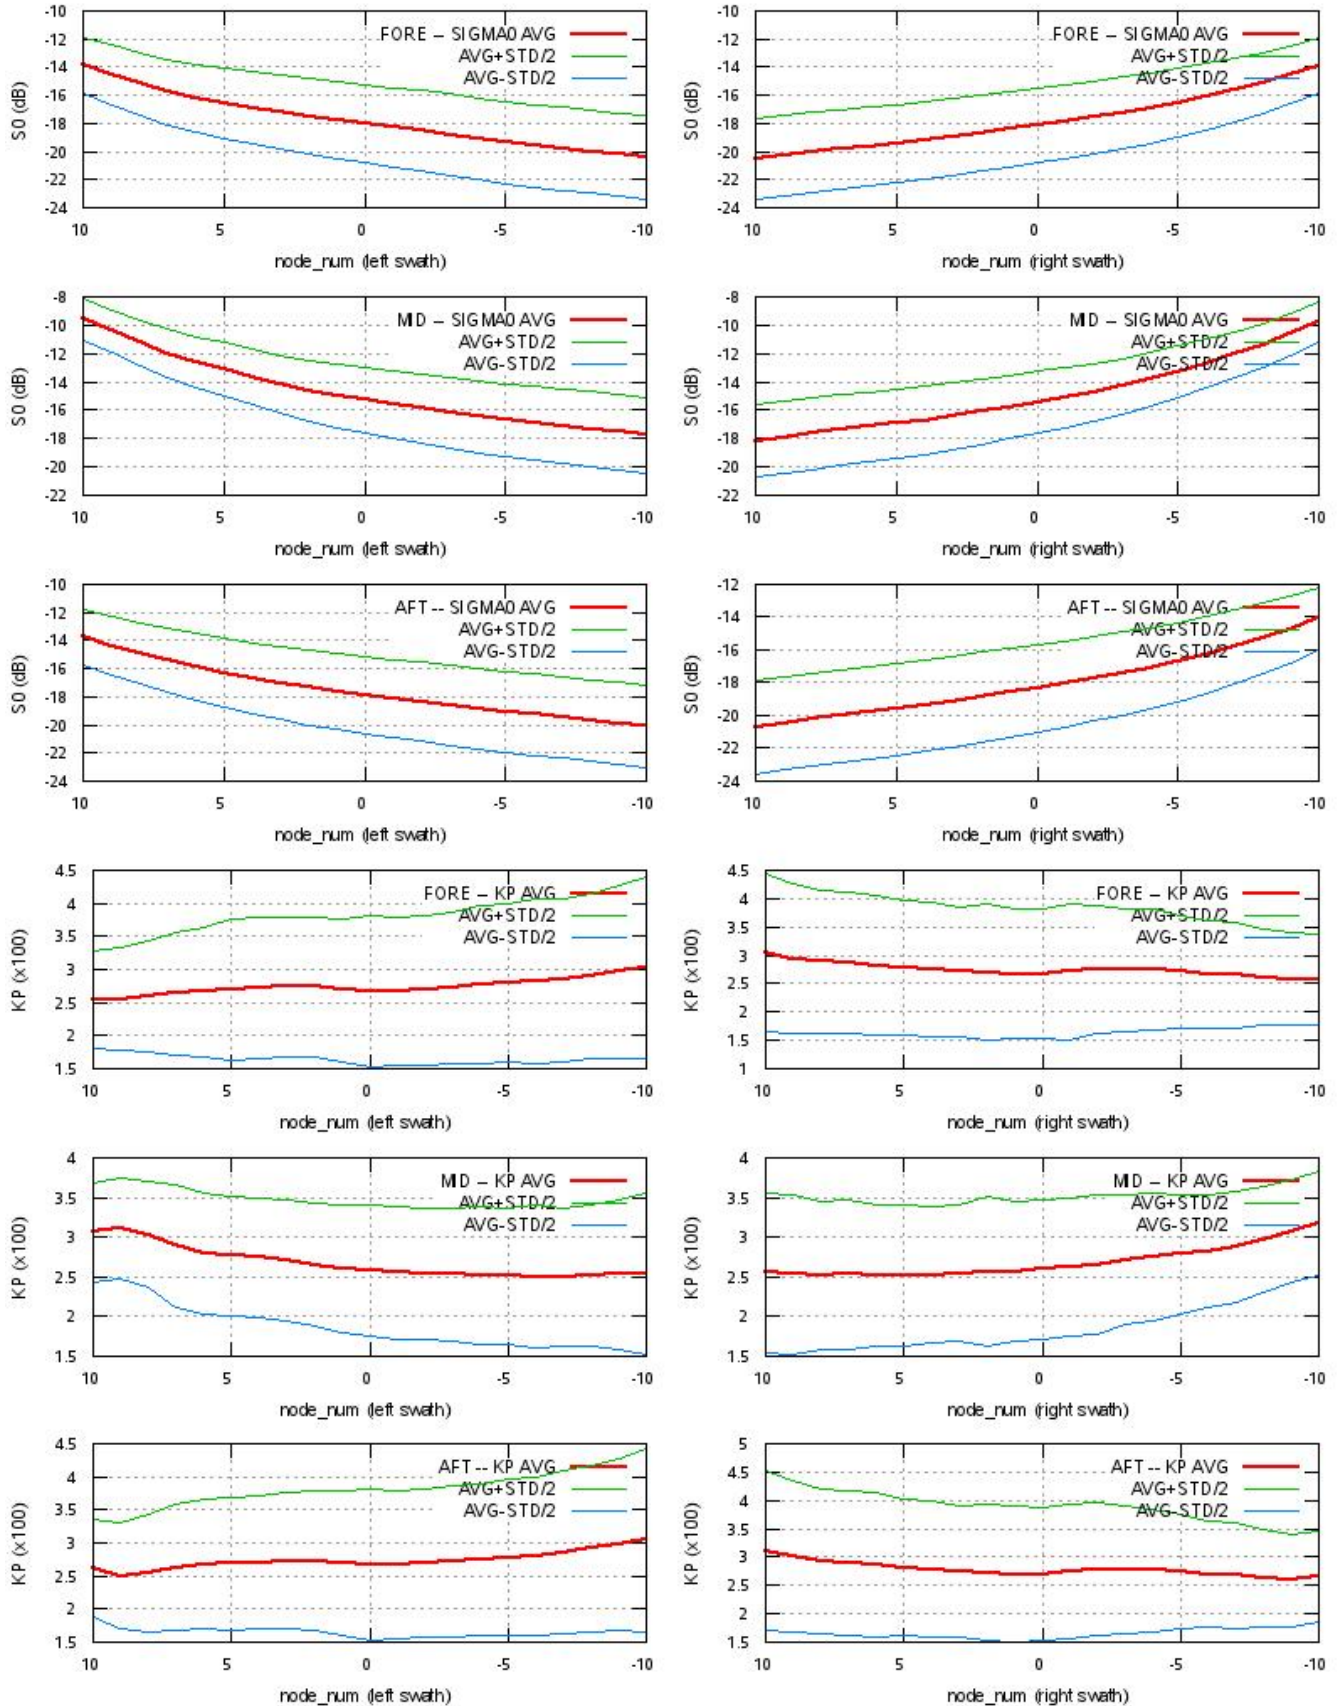 -10
-12
-14
-16
-18
-20
-22
-24
S0 (dB)
FORE -- SIGMA0 AVG
AVG+STD/2
AVG-STD/2
10 5 0 -5 -10
node_num (left swath)
-10
-12
-14
-16
-18
-20
-22
-24
S0 (dB)
FORE -- SIGMA0 AVG
AVG+STD/2
AVG-STD/2
10 5 0 -5 -10
node_num (right swath)
-8
-10
-12
-14
-16
-18
-20
-22
S0 (dB)
MID -- SIGMA0 AVG
AVG+STD/2
AVG-STD/2
10 5 0 -5 -10
node_num (left swath)
-8
-10
-12
-14
-16
-18
-20
-22
S0 (dB)
MID -- SIGMA0 AVG
AVG+STD/2
AVG-STD/2
10 5 0 -5 -10
node_num (right swath)
-10
-12
-14
-16
-18
-20
-22
-24
S0 (dB)
AFT -- SIGMA0 AVG
AVG+STD/2
AVG-STD/2
10 5 0 -5 -10
node_num (left swath)
-12
-14
-16
-18
-20
-22
-24
S0 (dB)
AFT -- SIGMA0 AVG
AVG+STD/2
AVG-STD/2
10 5 0 -5 -10
node_num (right swath)
4.5
4
3.5
3
2.5
2
1.5
KP (x100)
FORE -- KP AVG
AVG+STD/2
AVG-STD/2
10 5 0 -5 -10
node_num (left swath)
4.5
4
3.5
3
2.5
2
1.5
1
KP (x100)
FORE -- KP AVG
AVG+STD/2
AVG-STD/2
10 5 0 -5 -10
node_num (right swath)
4
3.5
3
2.5
2
1.5
KP (x100)
MID -- KP AVG
AVG+STD/2
AVG-STD/2
10 5 0 -5 -10
node_num (left swath)
4
3.5
3
2.5
2
1.5
KP (x100)
MID -- KP AVG
AVG+STD/2
AVG-STD/2
10 5 0 -5 -10
node_num (right swath)
4.5
4
3.5
3
2.5
2
1.5
KP (x100)
AFT -- KP AVG
AVG+STD/2
AVG-STD/2
10 5 0 -5 -10
node_num (left swath)
5
4.5
4
3.5
3
2.5
2
1.5
KP (x100)
AFT -- KP AVG
AVG+STD/2
AVG-STD/2
10 5 0 -5 -10
node_num (right swath)